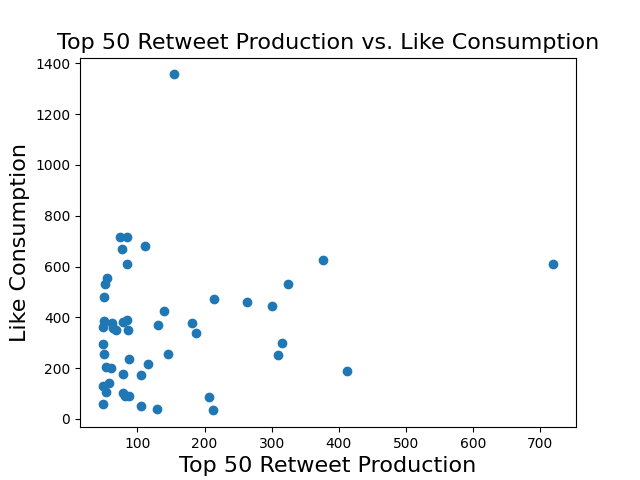 Top 50 Retweet Production vs. Like Consumption
1400
1200
1000
800
600
400
200
0
Like Consumption
100 200 300 400 500 600 700
Top 50 Retweet Production